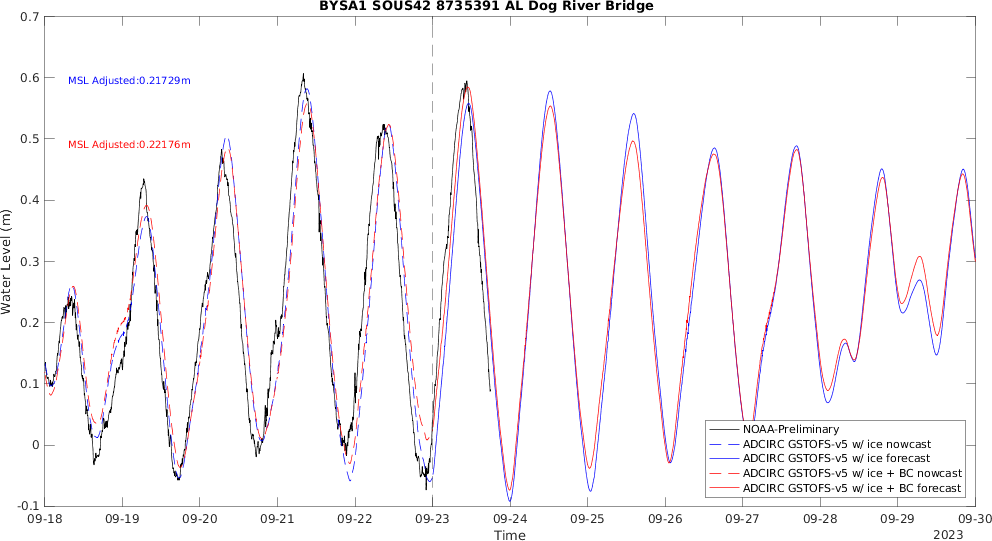 BYSA1 SOUS42 8735391 AL Dog River Bridge
0.7
0.6
0.5
0.4
0.3
0.2
0.1
0
-0.1
Water Level (m)
MSL Adjusted:0.21729m
MSL Adjusted:0.22176m
NOAA-Preliminary
ADCIRC GSTOFS-v5 w/ ice nowcast
ADCIRC GSTOFS-v5 w/ ice forecast
ADCIRC GSTOFS-v5 w/ ice + BC nowcast
ADCIRC GSTOFS-v5 w/ ice + BC forecast
09-18 09-19 09-20 09-21 09-22 09-23 09-24 09-25 09-26 09-27 09-28 09-29 09-30
Time
2023